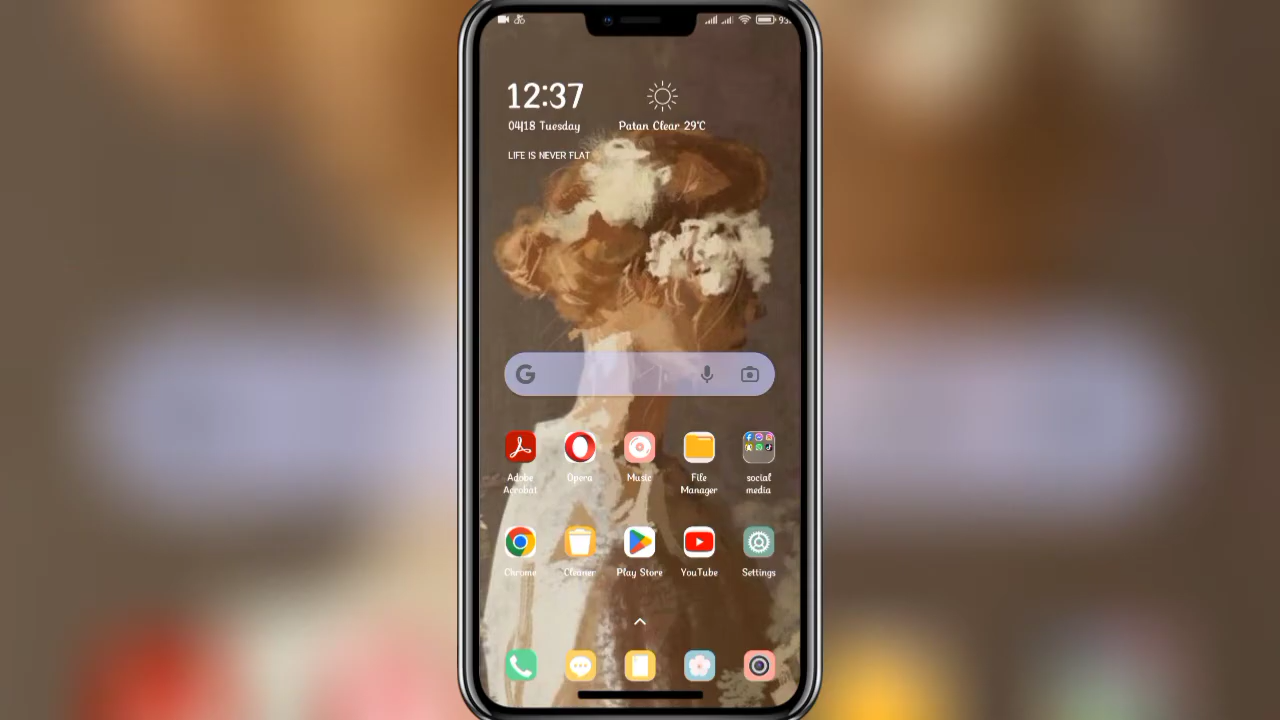 93
12:37
04|18 Tuesday
Patan Clear 29°C
LIFE IS NEVER FLAT
G
Adobe
Acrobat
Opera
Music
File
Manager
social
media
Chrome
Cleaner
Play Store
YouTube
Settings